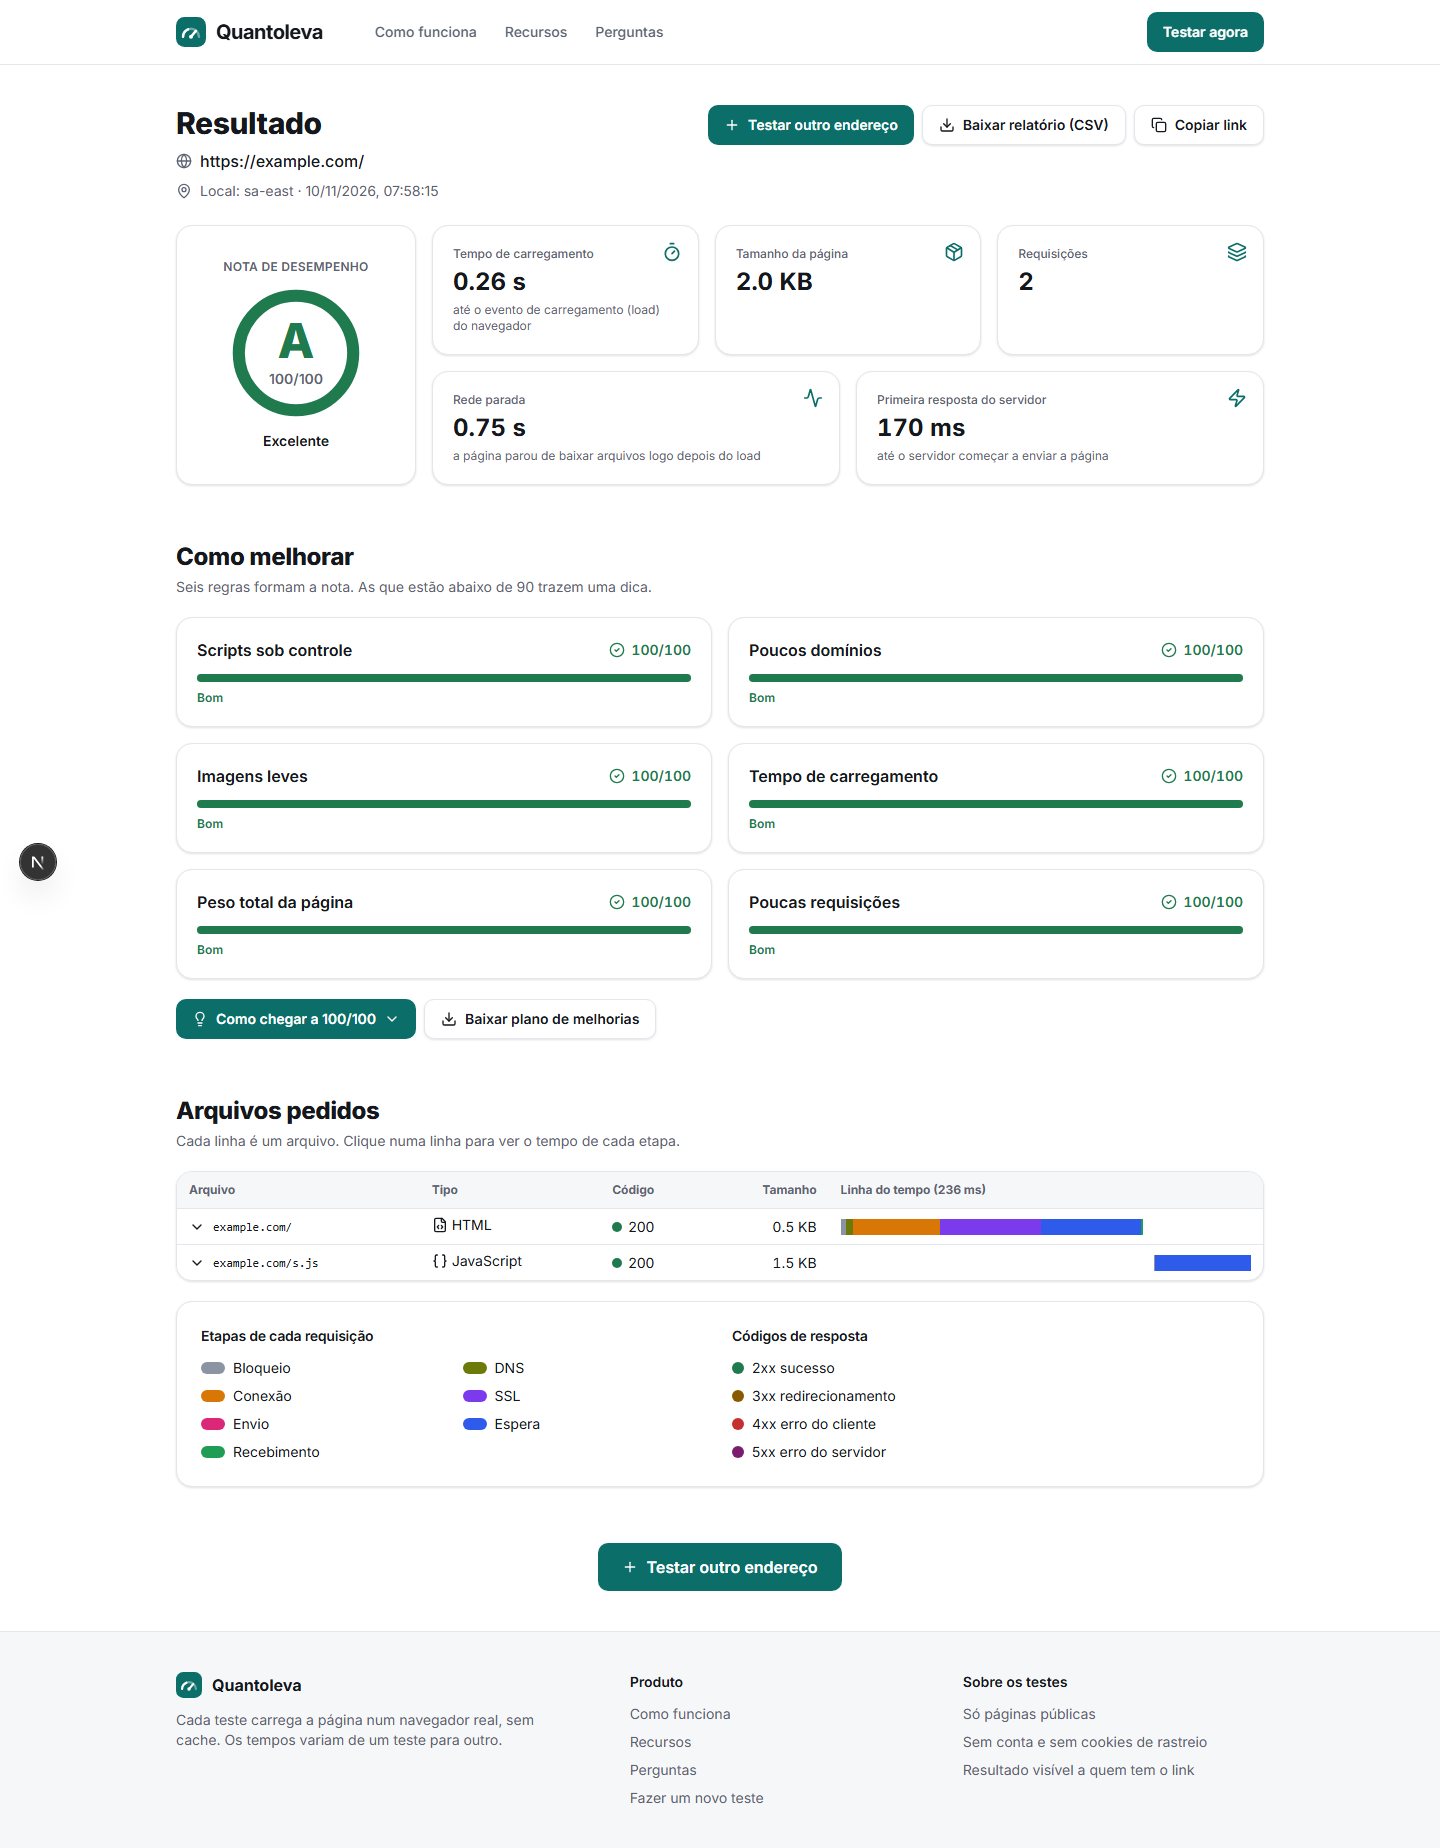 Quantoleva
Como funciona
Recursos
Perguntas
Testar agora
Resultado
Testar outro endereço
Baixar relatório (CSV)
Copiar link
https://example.com/
Local: sa-east · 10/11/2026, 07:58:15
NOTA DE DESEMPENHO
A
100/100
Excelente
Tempo de carregamento
0.26 s
até o evento de carregamento (load)
do navegador
Tamanho da página
2.0 KB
Requisições
2
Rede parada
0.75 s
a página parou de baixar arquivos logo depois do load
Primeira resposta do servidor
170 ms
até o servidor começar a enviar a página
Como melhorar
Seis regras formam a nota. As que estão abaixo de 90 trazem uma dica.
Scripts sob controle
100/100
Bom
Poucos domínios
100/100
Bom
Imagens leves
100/100
Bom
Tempo de carregamento
100/100
Bom
Peso total da página
100/100
Bom
Poucas requisições
100/100
Bom
N
Como chegar a 100/100
Baixar plano de melhorias
Arquivos pedidos
Cada linha é um arquivo. Clique numa linha para ver o tempo de cada etapa.
Arquivo Tipo Código Tamanho Linha do tempo (236 ms)
example.com/ HTML 200 0.5 KB
example.com/s.js JavaScript 200 1.5 KB
Etapas de cada requisição
Bloqueio
DNS
Conexão
SSL
Envio
Espera
Recebimento
Códigos de resposta
2xx sucesso
3xx redirecionamento
4xx erro do cliente
5xx erro do servidor
Testar outro endereço
Quantoleva
Cada teste carrega a página num navegador real, sem
cache. Os tempos variam de um teste para outro.
Produto
Como funciona
Recursos
Perguntas
Fazer um novo teste
Sobre os testes
Só páginas públicas
Sem conta e sem cookies de rastreio
Resultado visível a quem tem o link